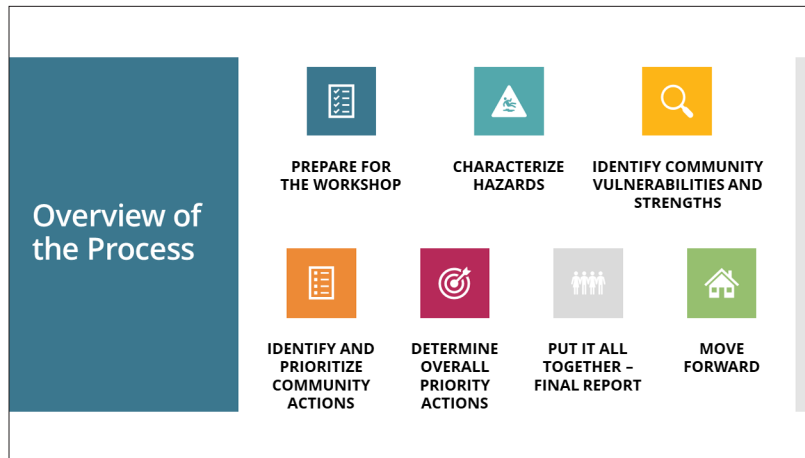 Overview of
the Process
PREPARE FOR
THE WORKSHOP
CHARACTERIZE
HAZARDS
IDENTIFY COMMUNITY
VULNERABILITIES AND
STRENGTHS
IDENTIFY AND
PRIORITIZE
COMMUNITY
ACTIONS
DETERMINE
OVERALL
PRIORITY
ACTIONS
PUT IT ALL
TOGETHER –
FINAL REPORT
MOVE
FORWARD